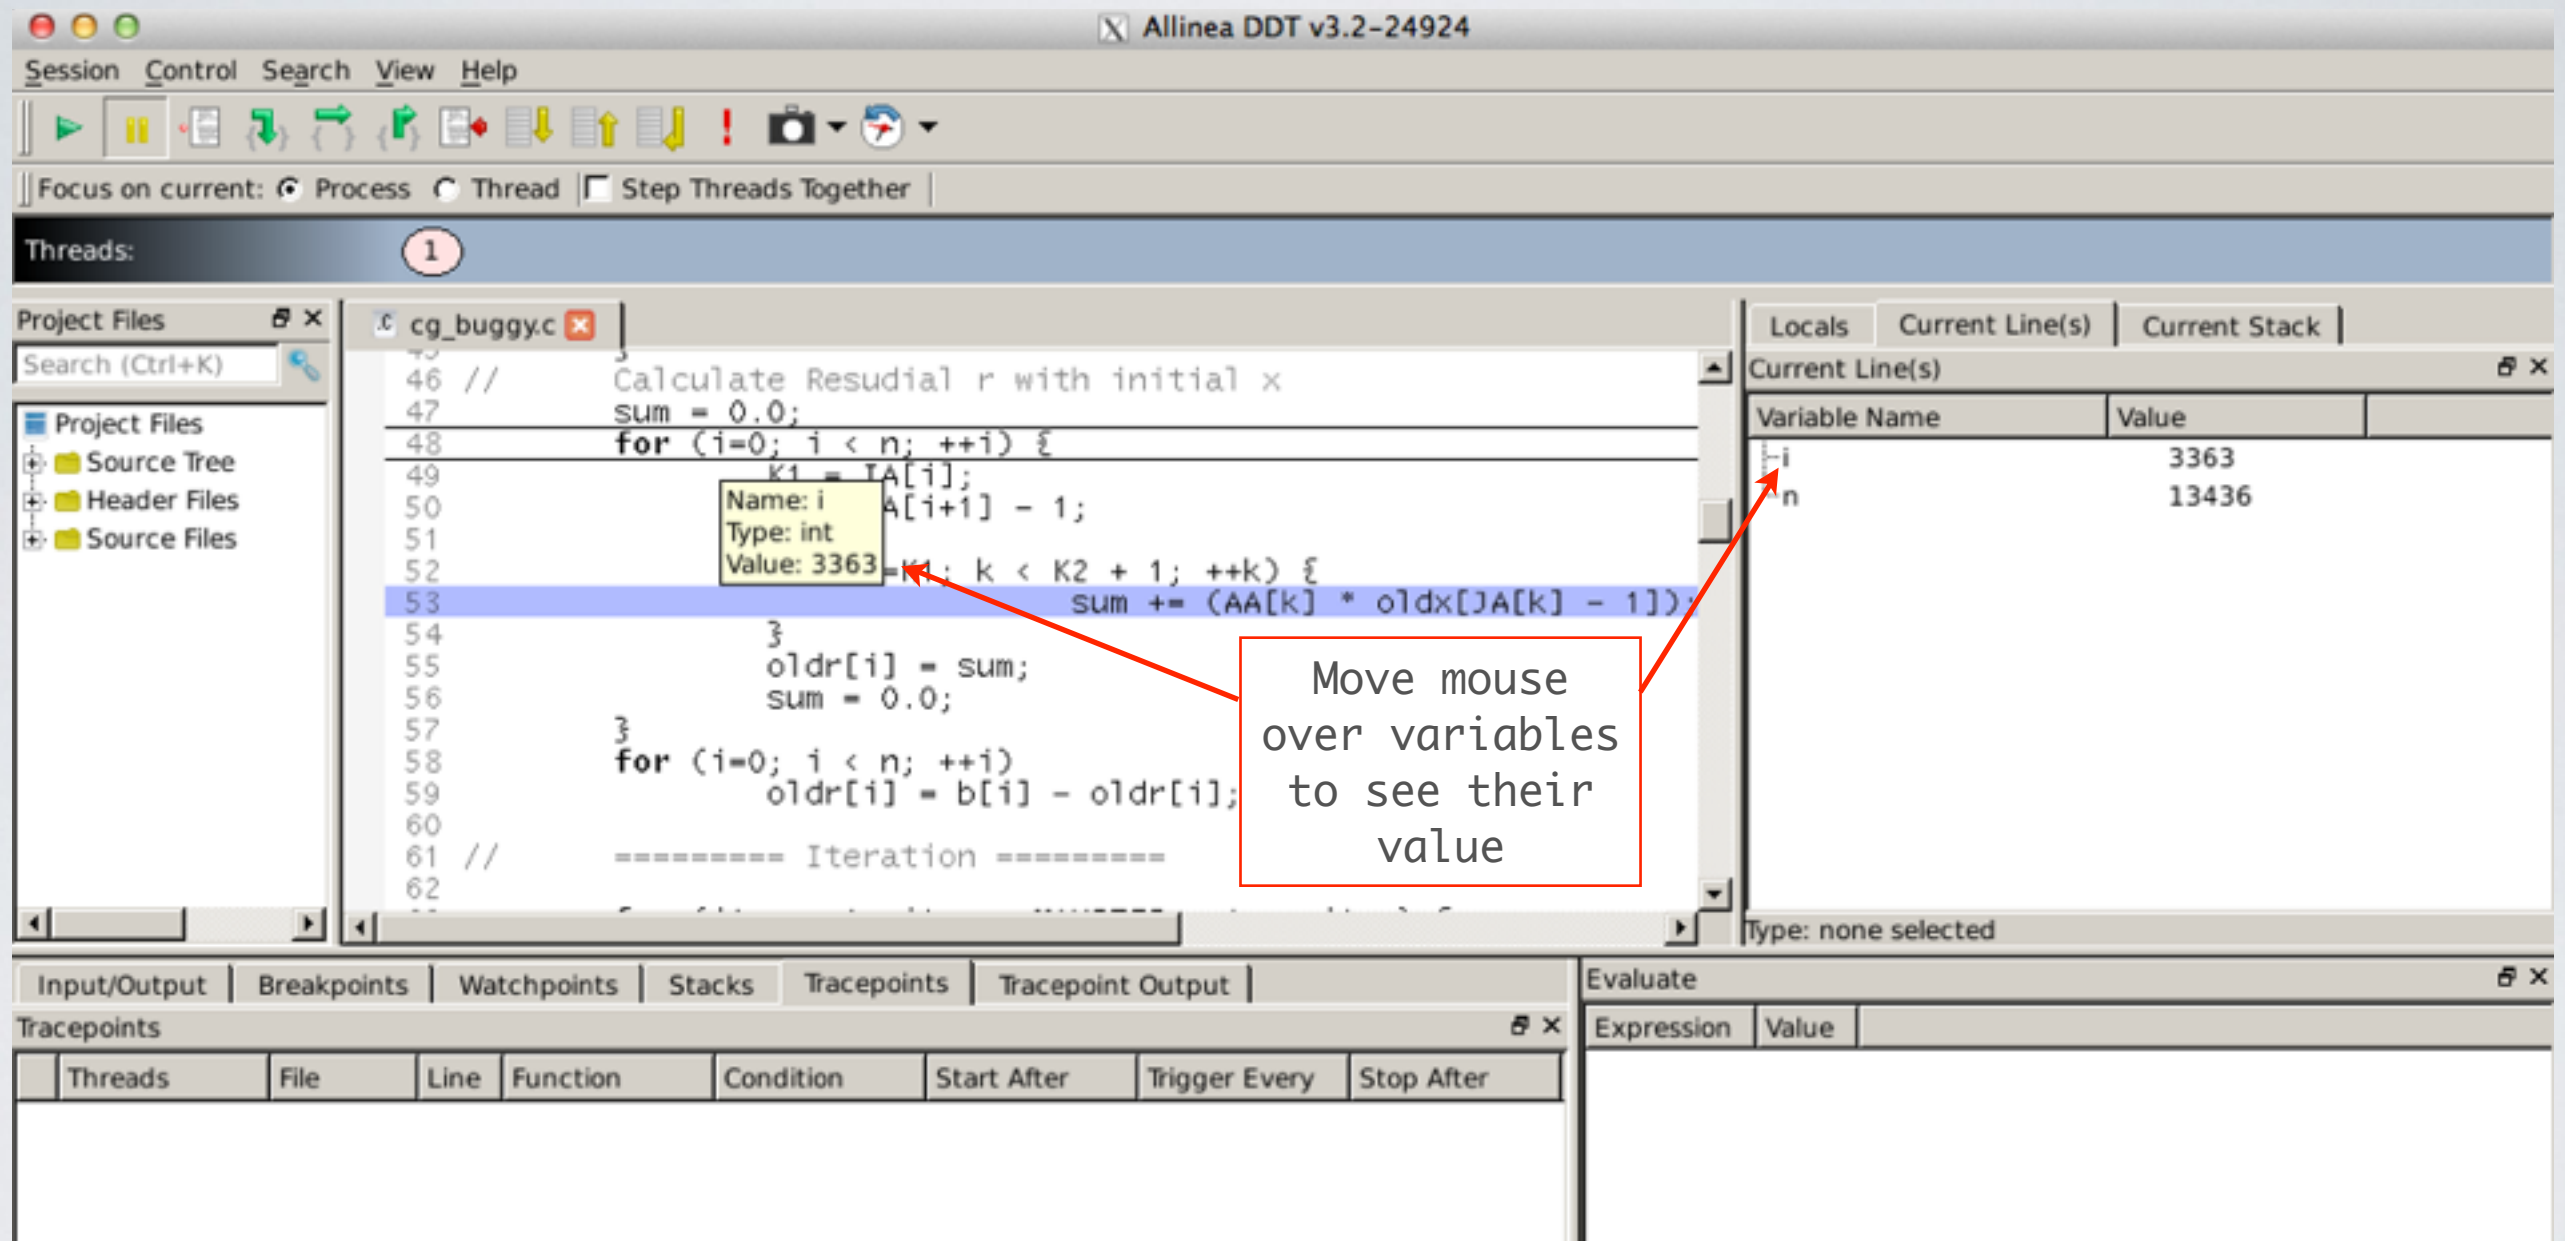 Allinea DDT v3.2-24924
Session Control Search View Help
Focus on current: Process Thread Step Threads Together
Threads: 1
Project Files
Search (Ctrl+K)
Project Files
Source Tree
Header Files
Source Files
.C cg_buggy.c
45 }
46 // Calculate Resudial r with initial x
47 sum = 0.0;
48 for (i=0; i < n; ++i) {
49 K1 = IA[i];
50 A[i+1] - 1;
51
52 =K1; k < K2 + 1; ++k) {
53 sum += (AA[k] * oldx[JA[k] - 1]);
54 }
55 oldr[i] = sum;
56 sum = 0.0;
57 }
58 for (i=0; i < n; ++i)
59 oldr[i] = b[i] - oldr[i];
60
61 // ========= Iteration =========
62
Name: i
Type: int
Value: 3363
Move mouse
over variables
to see their
value
Locals Current Line(s) Current Stack
Current Line(s)
Variable Name Value
i 3363
n 13436
Type: none selected
Input/Output Breakpoints Watchpoints Stacks Tracepoints Tracepoint Output
Tracepoints
Threads File Line Function Condition Start After Trigger Every Stop After
Evaluate
Expression Value